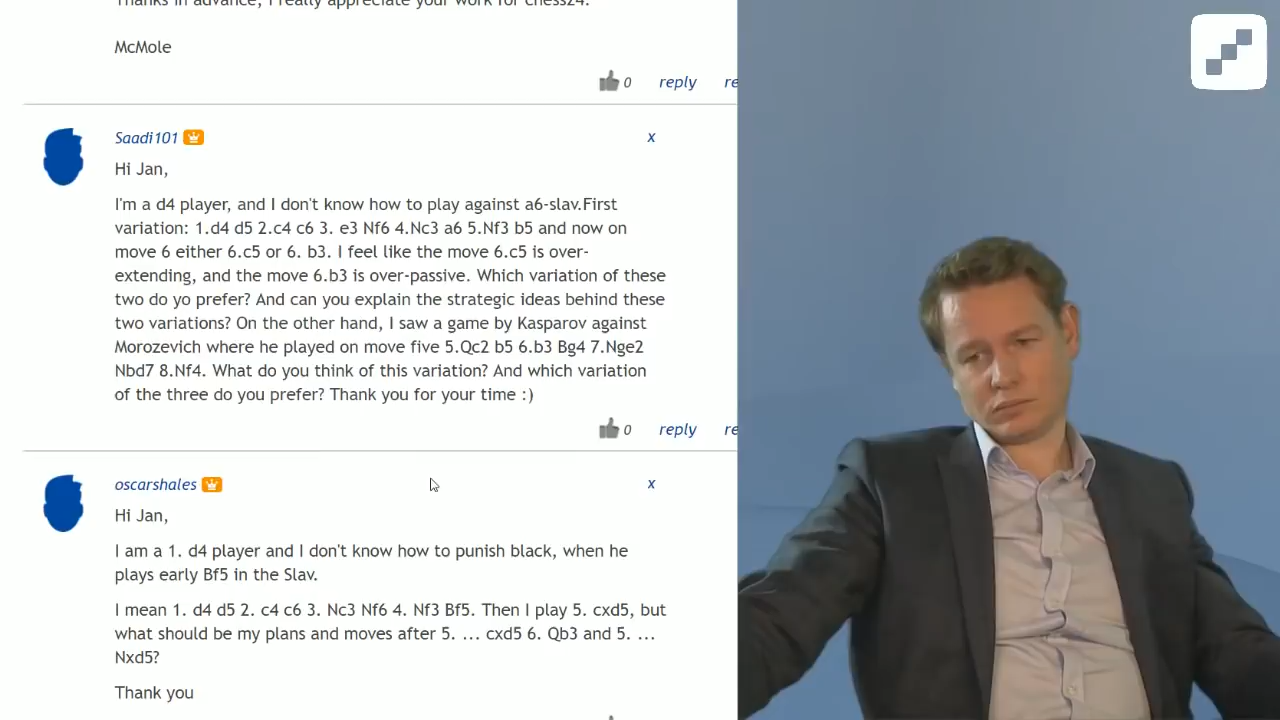 Thanks in advance, I really appreciate your work for chess24.
McMole
0 reply re
Saadi101 x
Hi Jan,
I'm a d4 player, and I don't know how to play against a6-slav.First
variation: 1.d4 d5 2.c4 c6 3. e3 Nf6 4.Nc3 a6 5.Nf3 b5 and now on
move 6 either 6.c5 or 6. b3. I feel like the move 6.c5 is over-
extending, and the move 6.b3 is over-passive. Which variation of these
two do yo prefer? And can you explain the strategic ideas behind these
two variations? On the other hand, I saw a game by Kasparov against
Morozevich where he played on move five 5.Qc2 b5 6.b3 Bg4 7.Nge2
Nbd7 8.Nf4. What do you think of this variation? And which variation
of the three do you prefer? Thank you for your time :)
0 reply re
oscarshales x
Hi Jan,
I am a 1. d4 player and I don't know how to punish black, when he
plays early Bf5 in the Slav.
I mean 1. d4 d5 2. c4 c6 3. Nc3 Nf6 4. Nf3 Bf5. Then I play 5. cxd5, but
what should be my plans and moves after 5. ... cxd5 6. Qb3 and 5. ...
Nxd5?
Thank you